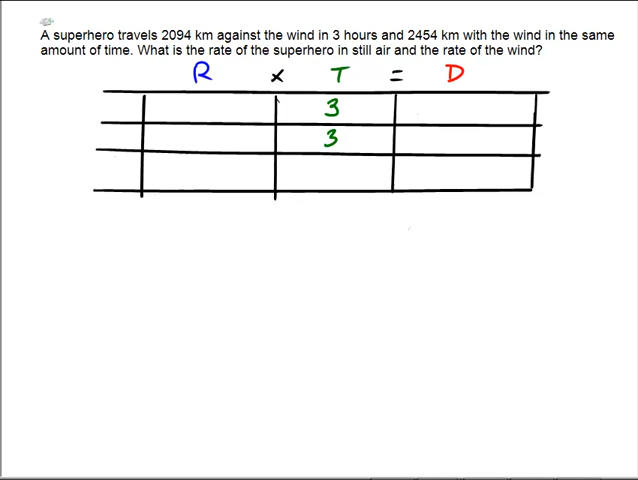 A superhero travels 2094 km against the wind in 3 hours and 2454 km with the wind in the same
amount of time. What is the rate of the superhero in still air and the rate of the wind?
R × T = D
3
3